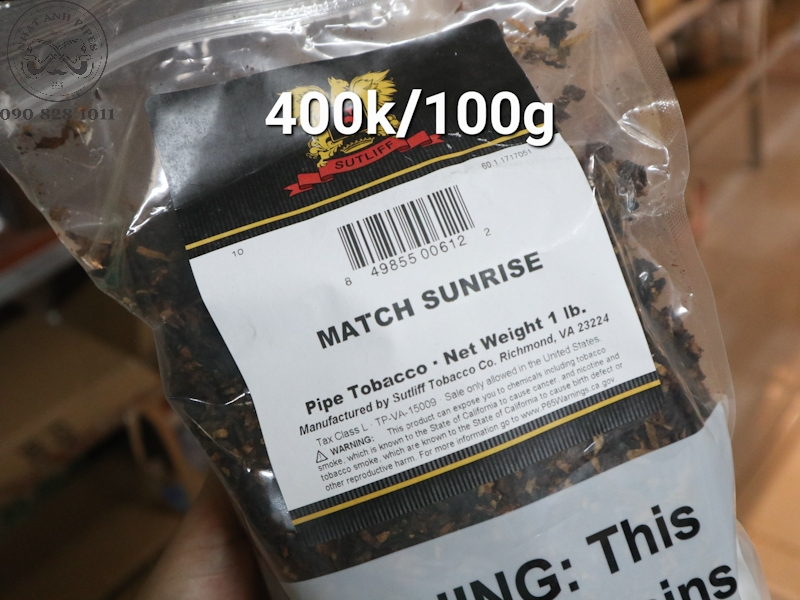 090 828 1011
400k/100g
SUTLIFF
60.1.1717051
10
8 49855 00612 2
MATCH SUNRISE
Pipe Tobacco · Net Weight 1 lb.
Manufactured by Sutliff Tobacco Co. Richmond, VA 23224
Tax Class L · TP-VA-15009 · Sale only allowed in the United States.
WARNING: This product can expose you to chemicals including tobacco
smoke, which is known to the State of California to cause cancer, and nicotine and
tobacco smoke, which are known to the State of California to cause birth defect or
other reproductive harm. For more information go to www.P65Warnings.ca.gov
NING: This